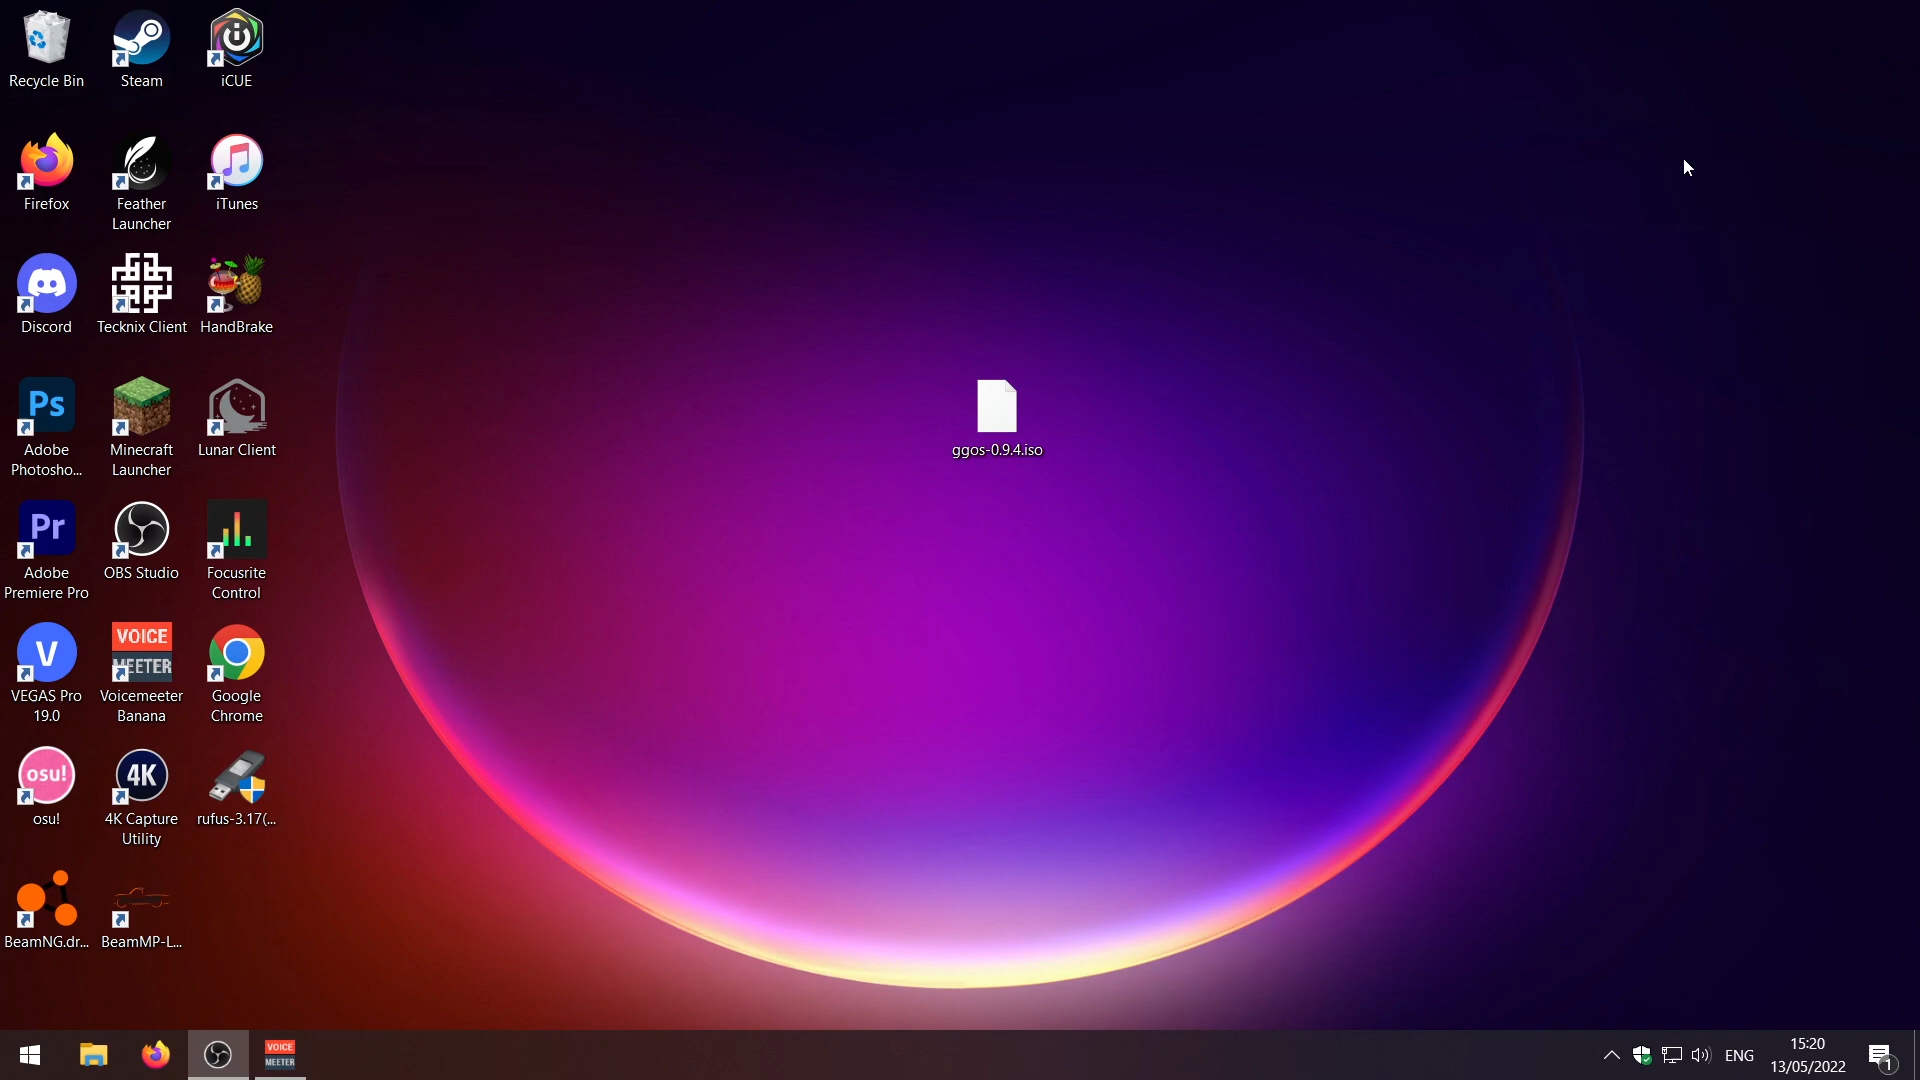 Recycle Bin
Steam
iCUE
Firefox
Feather
Launcher
iTunes
Discord
Tecknix Client
HandBrake
Ps
Adobe
Photosho...
Minecraft
Launcher
Lunar Client
Pr
Adobe
Premiere Pro
OBS Studio
Focusrite
Control
V
VEGAS Pro
19.0
VOICE
MEETER
Voicemeeter
Banana
Google
Chrome
osu!
osu!
4K
4K Capture
Utility
rufus-3.17(...
BeamNG.dr...
BeamMP-L...
ggos-0.9.4.iso
VOICE
MEETER
ENG
15:20
13/05/2022
1